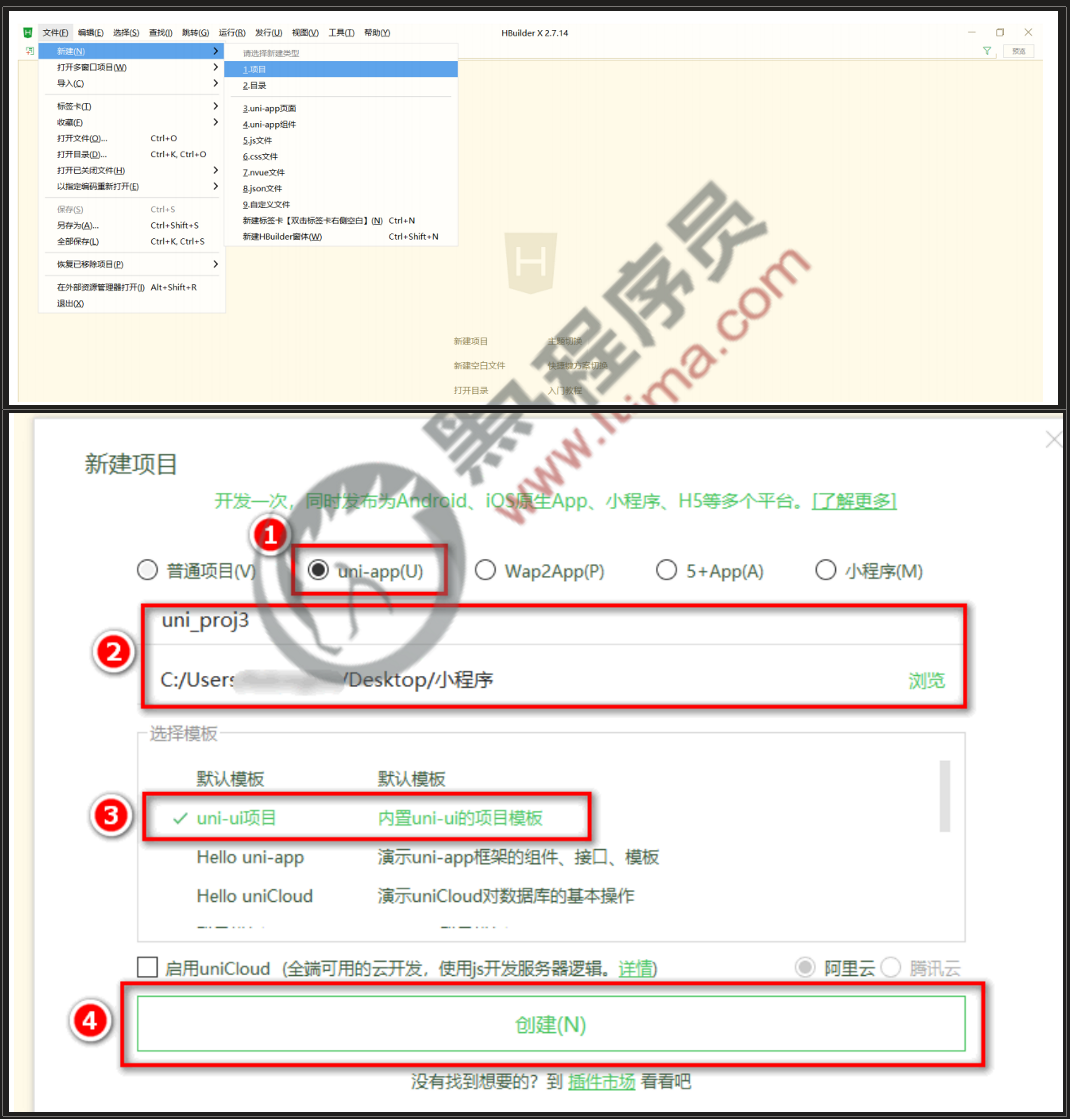 文件(F) 编辑(E) 选择(S) 查找(I) 跳转(G) 运行(R) 发行(U) 视图(V) 工具(T) 帮助(Y) HBuilder X 2.7.14
新建(N)
打开多窗口项目(W)
导入(C)
标签卡(T)
收藏(F)
打开文件(O)... Ctrl+O
打开目录(D)... Ctrl+K, Ctrl+O
打开已关闭文件(H)
以指定编码重新打开(E)
保存(S) Ctrl+S
另存为(A)... Ctrl+Shift+S
全部保存(L) Ctrl+K, Ctrl+S
恢复已移除项目(P)
在外部资源管理器打开(I) Alt+Shift+R
退出(X)
请选择新建类型
1.项目
2.目录
3.uni-app页面
4.uni-app组件
5.js文件
6.css文件
7.nvue文件
8.json文件
9.自定义文件
新建标签卡【双击标签卡右侧空白】(N) Ctrl+N
新建HBuilder窗体(W) Ctrl+Shift+N
预览
H
新建项目 主题切换
新建空白文件 快捷键方案切换
打开目录 入门教程
黑程序员
www.itima.com
新建项目
开发一次，同时发布为Android、iOS原生App、小程序、H5等多个平台。[了解更多]
1
普通项目(V) uni-app(U) Wap2App(P) 5+App(A) 小程序(M)
2
uni_proj3
C:/Users /Desktop/小程序 浏览
选择模板
默认模板 默认模板
3
uni-ui项目 内置uni-ui的项目模板
Hello uni-app 演示uni-app框架的组件、接口、模板
Hello uniCloud 演示uniCloud对数据库的基本操作
启用uniCloud（全端可用的云开发，使用js开发服务器逻辑。详情) 阿里云 腾讯云
4
创建(N)
没有找到想要的？到 插件市场 看看吧